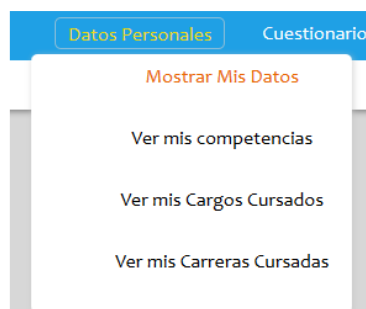 Datos Personales Cuestionario
Mostrar Mis Datos
Ver mis competencias
Ver mis Cargos Cursados
Ver mis Carreras Cursadas